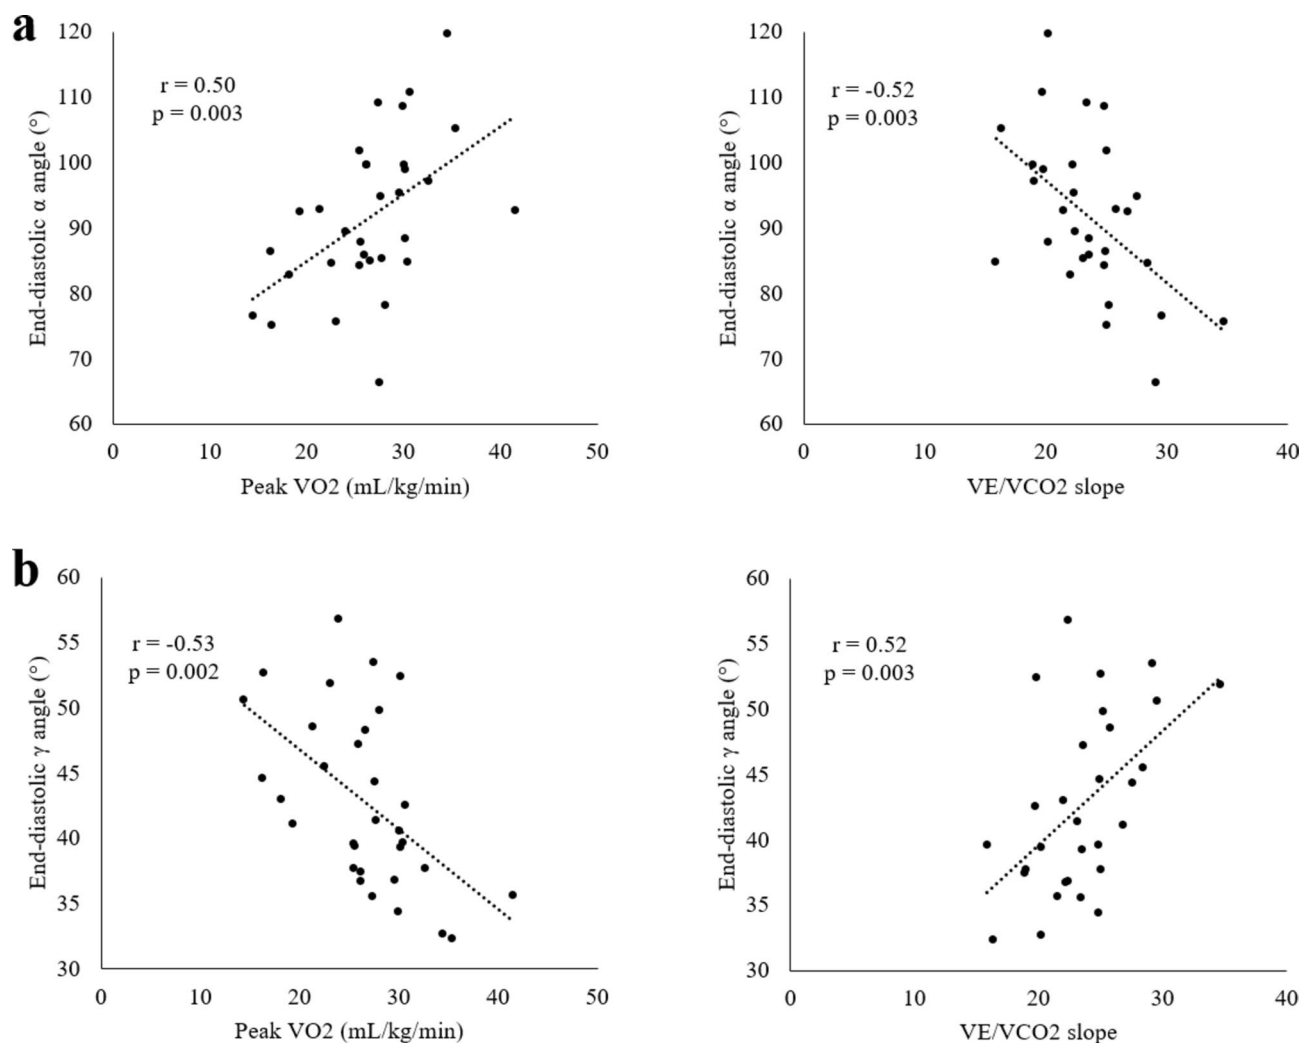 a
120
110
100
90
80
70
60
End-diastolic α angle (°)
r = 0.50
p = 0.003
0
10
20
30
40
50
Peak VO2 (mL/kg/min)
120
110
100
90
80
70
60
End-diastolic α angle (°)
r = -0.52
p = 0.003
0
10
20
30
40
VE/VCO2 slope
b
60
55
50
45
40
35
30
End-diastolic γ angle (°)
r = -0.53
p = 0.002
0
10
20
30
40
50
Peak VO2 (mL/kg/min)
60
55
50
45
40
35
30
End-diastolic γ angle (°)
r = 0.52
p = 0.003
0
10
20
30
40
VE/VCO2 slope